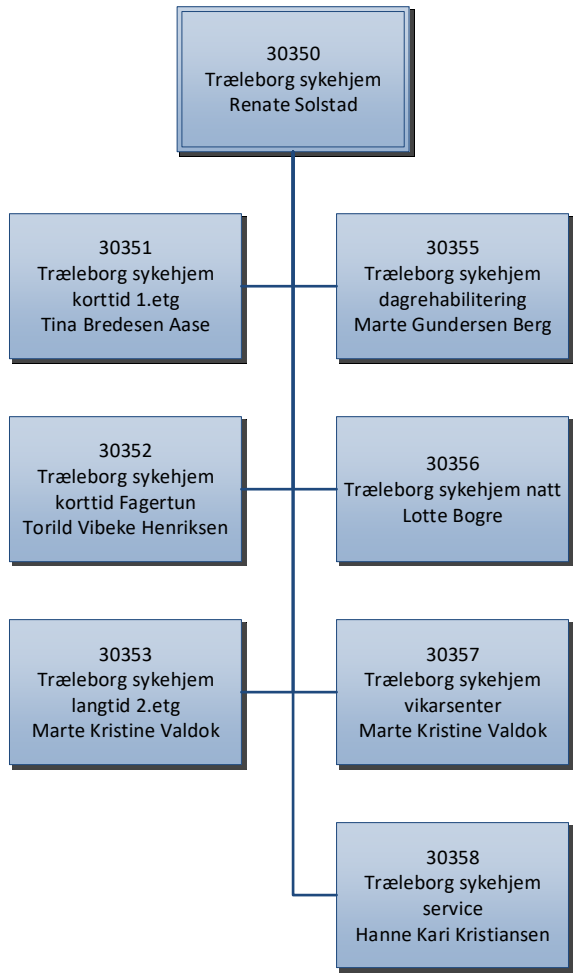 30350
Træleborg sykehjem
Renate Solstad
30351
Træleborg sykehjem
korttid 1.etg
Tina Bredesen Aase
30355
Træleborg sykehjem
dagrehabilitering
Marte Gundersen Berg
30352
Træleborg sykehjem
korttid Fagertun
Torild Vibeke Henriksen
30356
Træleborg sykehjem natt
Lotte Bogre
30353
Træleborg sykehjem
langtid 2.etg
Marte Kristine Valdok
30357
Træleborg sykehjem
vikarsenter
Marte Kristine Valdok
30358
Træleborg sykehjem
service
Hanne Kari Kristiansen